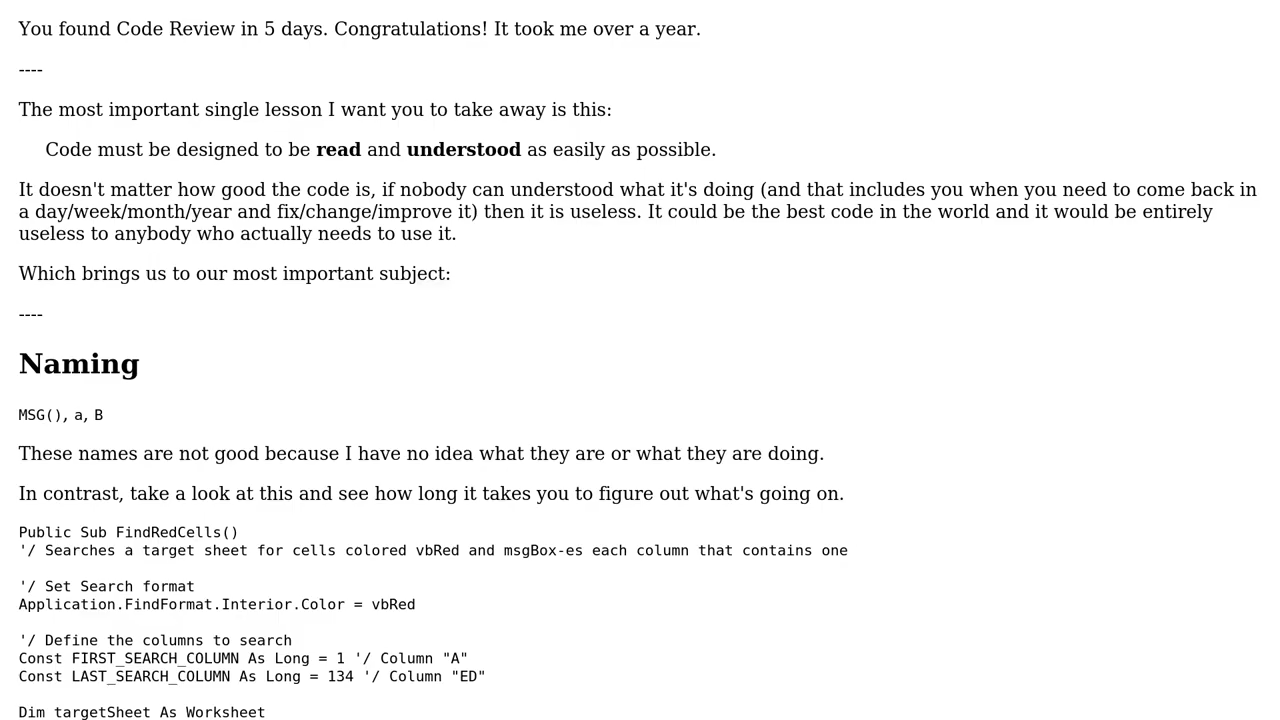 You found Code Review in 5 days. Congratulations! It took me over a year.
----
The most important single lesson I want you to take away is this:
Code must be designed to be read and understood as easily as possible.
It doesn't matter how good the code is, if nobody can understood what it's doing (and that includes you when you need to come back in
a day/week/month/year and fix/change/improve it) then it is useless. It could be the best code in the world and it would be entirely
useless to anybody who actually needs to use it.
Which brings us to our most important subject:
----
Naming
MSG(), a, B
These names are not good because I have no idea what they are or what they are doing.
In contrast, take a look at this and see how long it takes you to figure out what's going on.
Public Sub FindRedCells()
'/ Searches a target sheet for cells colored vbRed and msgBox-es each column that contains one
'/ Set Search format
Application.FindFormat.Interior.Color = vbRed
'/ Define the columns to search
Const FIRST_SEARCH_COLUMN As Long = 1 '/ Column "A"
Const LAST_SEARCH_COLUMN As Long = 134 '/ Column "ED"
Dim targetSheet As Worksheet